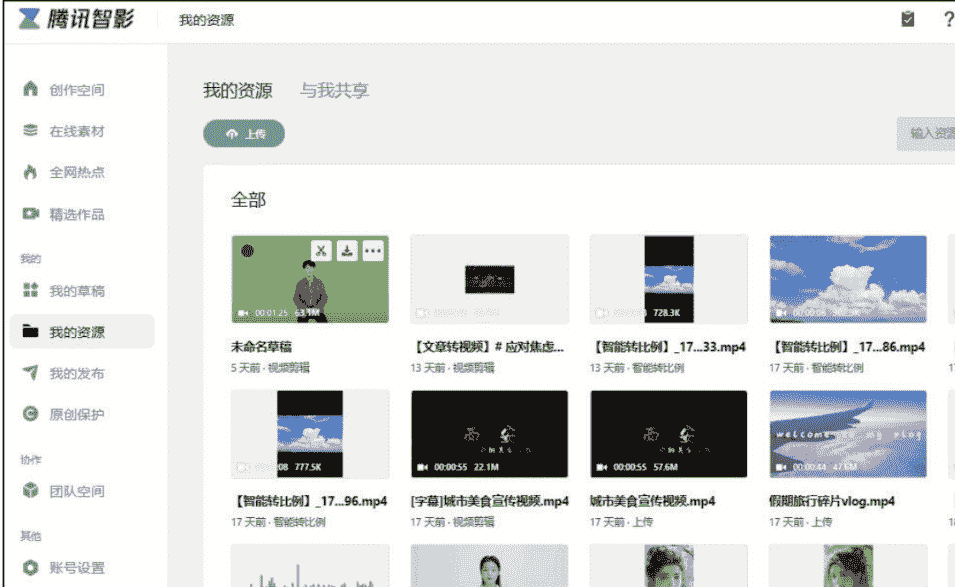 腾讯智影
我的资源
?
创作空间
在线素材
全网热点
精选作品
我的
我的草稿
我的资源
我的发布
原创保护
协作
团队空间
其他
账号设置
我的资源 与我共享
上传
输入资源
全部
00:01:25 63.1M
728.3K
未命名草稿
【文章转视频】# 应对焦虑...
【智能转比例】_17...33.mp4
【智能转比例】_17...86.mp4
5 天前 · 视频剪辑
13 天前 · 视频剪辑
13 天前 · 智能转比例
17 天前 · 智能转比例
777.5K
00:00:55 22.1M
00:00:55 57.6M
welcome to my vlog
00:00:44 47.6M
【智能转比例】_17...96.mp4
[字幕]城市美食宣传视频.mp4
城市美食宣传视频.mp4
假期旅行碎片vlog.mp4
17 天前 · 智能转比例
17 天前 · 视频剪辑
17 天前 · 上传
17 天前 · 上传